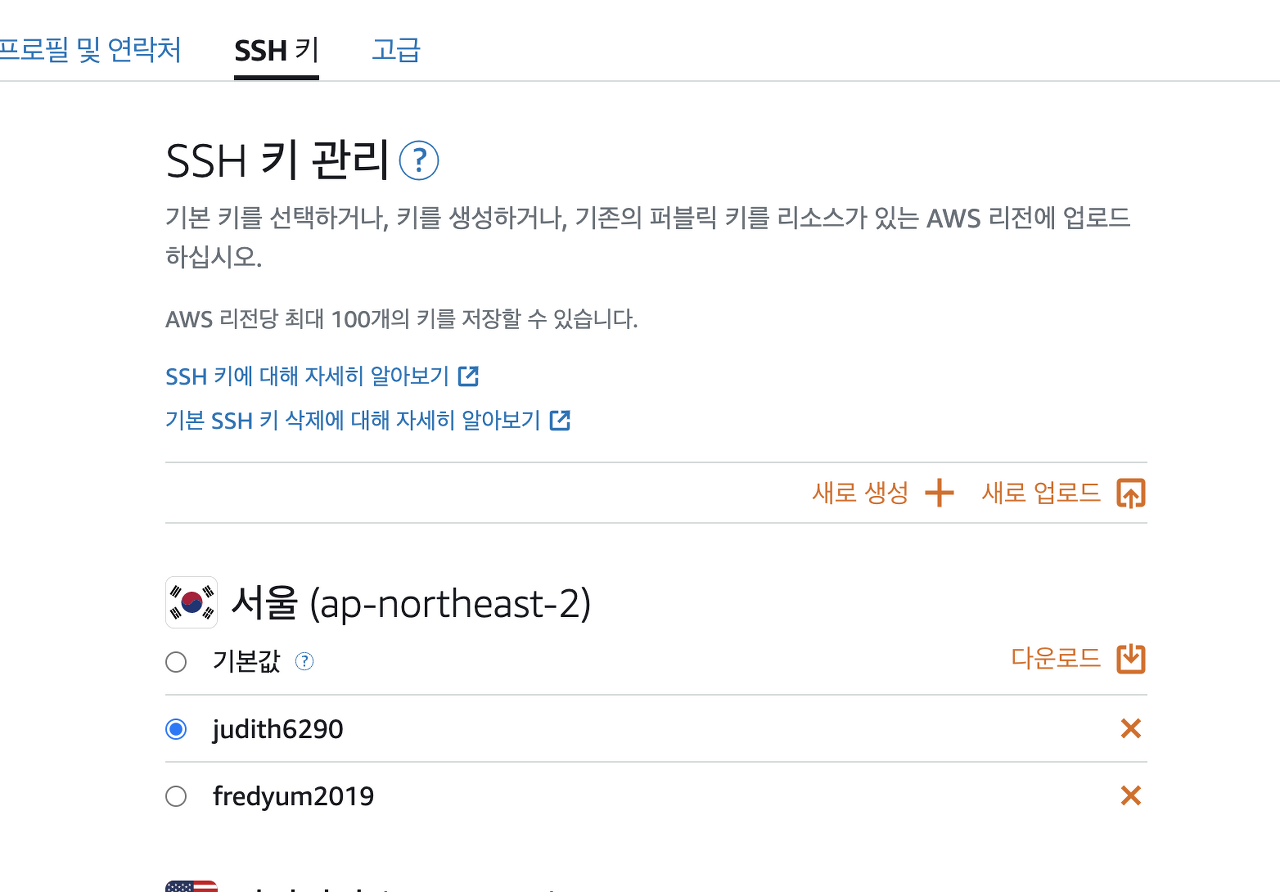 프로필 및 연락처 SSH 키 고급
SSH 키 관리 ?
기본 키를 선택하거나, 키를 생성하거나, 기존의 퍼블릭 키를 리소스가 있는 AWS 리전에 업로드
하십시오.
AWS 리전당 최대 100개의 키를 저장할 수 있습니다.
SSH 키에 대해 자세히 알아보기
기본 SSH 키 삭제에 대해 자세히 알아보기
새로 생성 새로 업로드
서울 (ap-northeast-2)
기본값 ? 다운로드
judith6290
fredyum2019